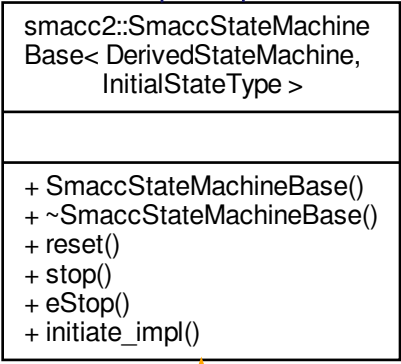 smacc2::SmaccStateMachine
Base< DerivedStateMachine,
InitialStateType >
+ SmaccStateMachineBase()
+ ~SmaccStateMachineBase()
+ reset()
+ stop()
+ eStop()
+ initiate_impl()